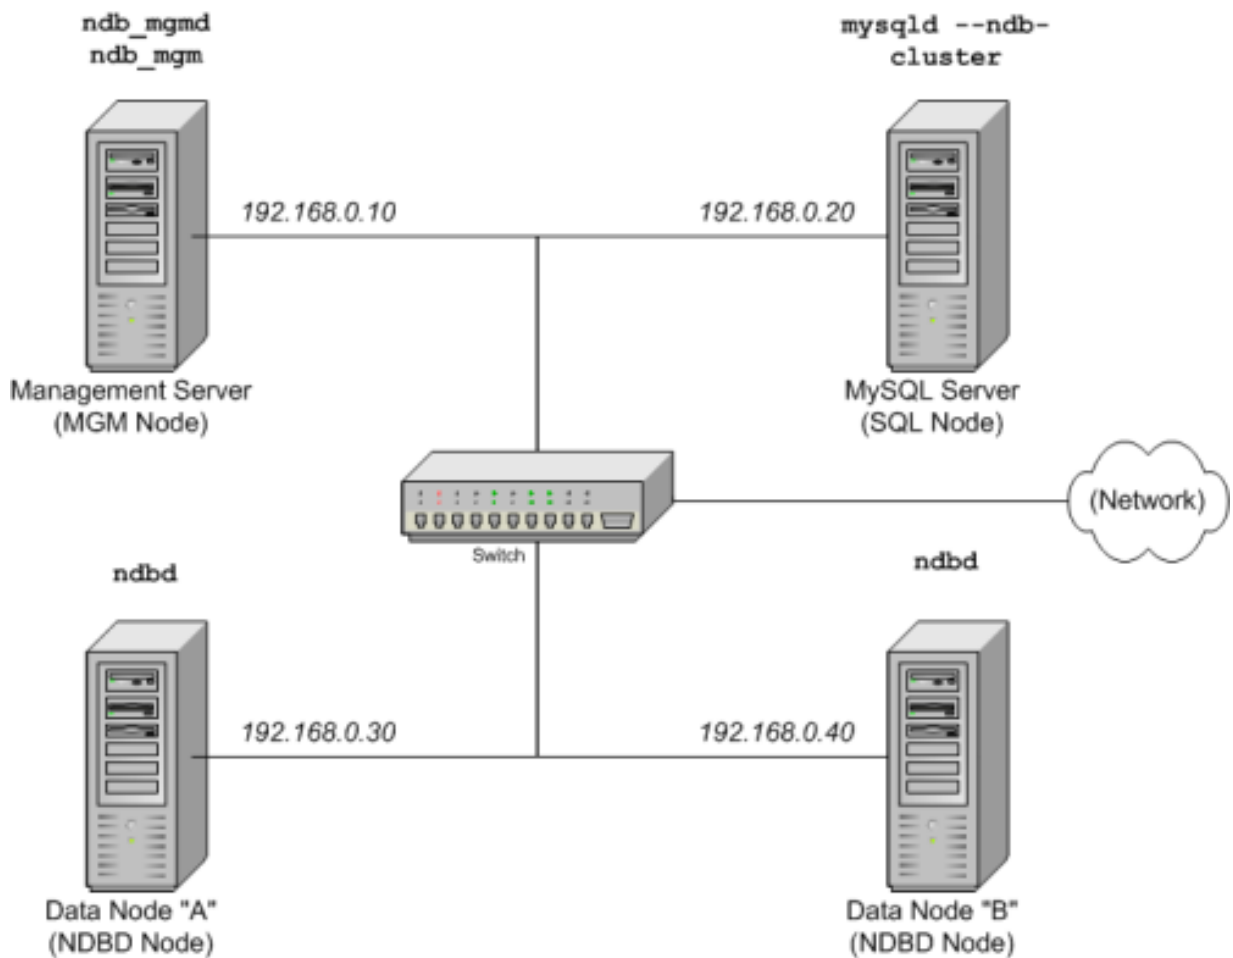 ndb_mgmd
ndb_mgm
mysqld --ndb-
cluster
192.168.0.10
192.168.0.20
Management Server
(MGM Node)
MySQL Server
(SQL Node)
(Network)
Switch
ndbd
ndbd
192.168.0.30
192.168.0.40
Data Node "A"
(NDBD Node)
Data Node "B"
(NDBD Node)